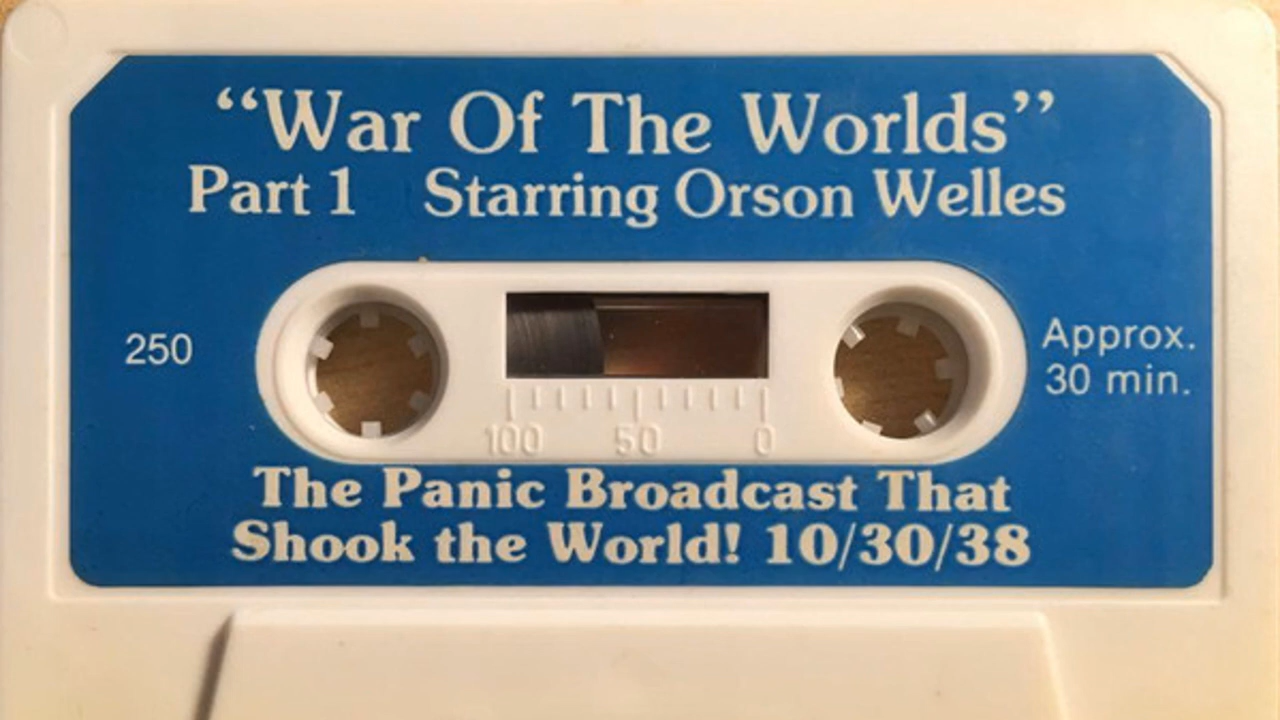 “War Of The Worlds”
Part 1 Starring Orson Welles
250
Approx.
30 min.
100 50 0
The Panic Broadcast That
Shook the World! 10/30/38